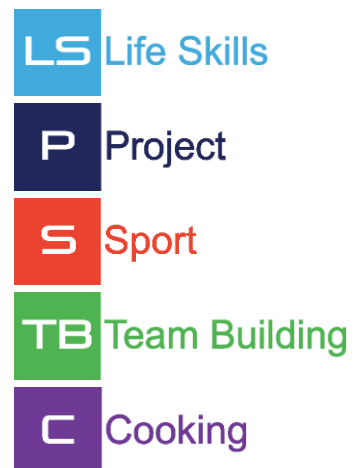 LS Life Skills
P Project
S Sport
TB Team Building
C Cooking